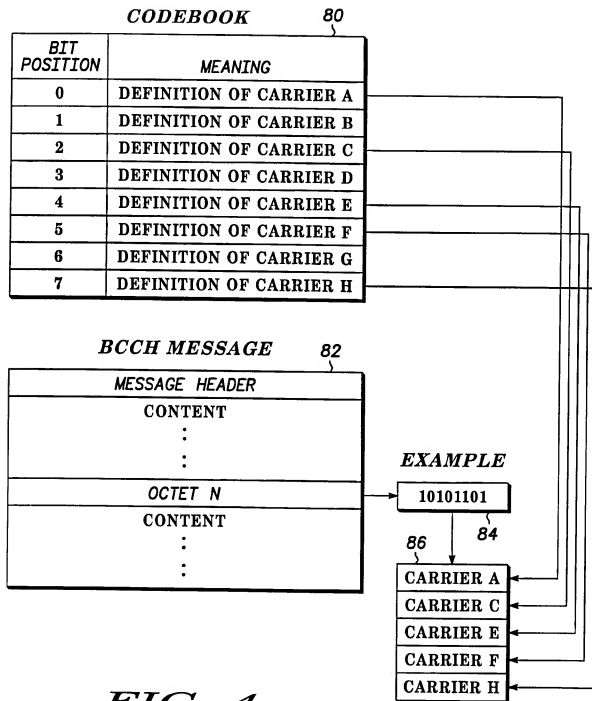 CODEBOOK 80
BIT POSITION MEANING
0 DEFINITION OF CARRIER A
1 DEFINITION OF CARRIER B
2 DEFINITION OF CARRIER C
3 DEFINITION OF CARRIER D
4 DEFINITION OF CARRIER E
5 DEFINITION OF CARRIER F
6 DEFINITION OF CARRIER G
7 DEFINITION OF CARRIER H
BCCH MESSAGE 82
MESSAGE HEADER
CONTENT
OCTET N
CONTENT
EXAMPLE
10101101
84
86
CARRIER A
CARRIER C
CARRIER E
CARRIER F
CARRIER H